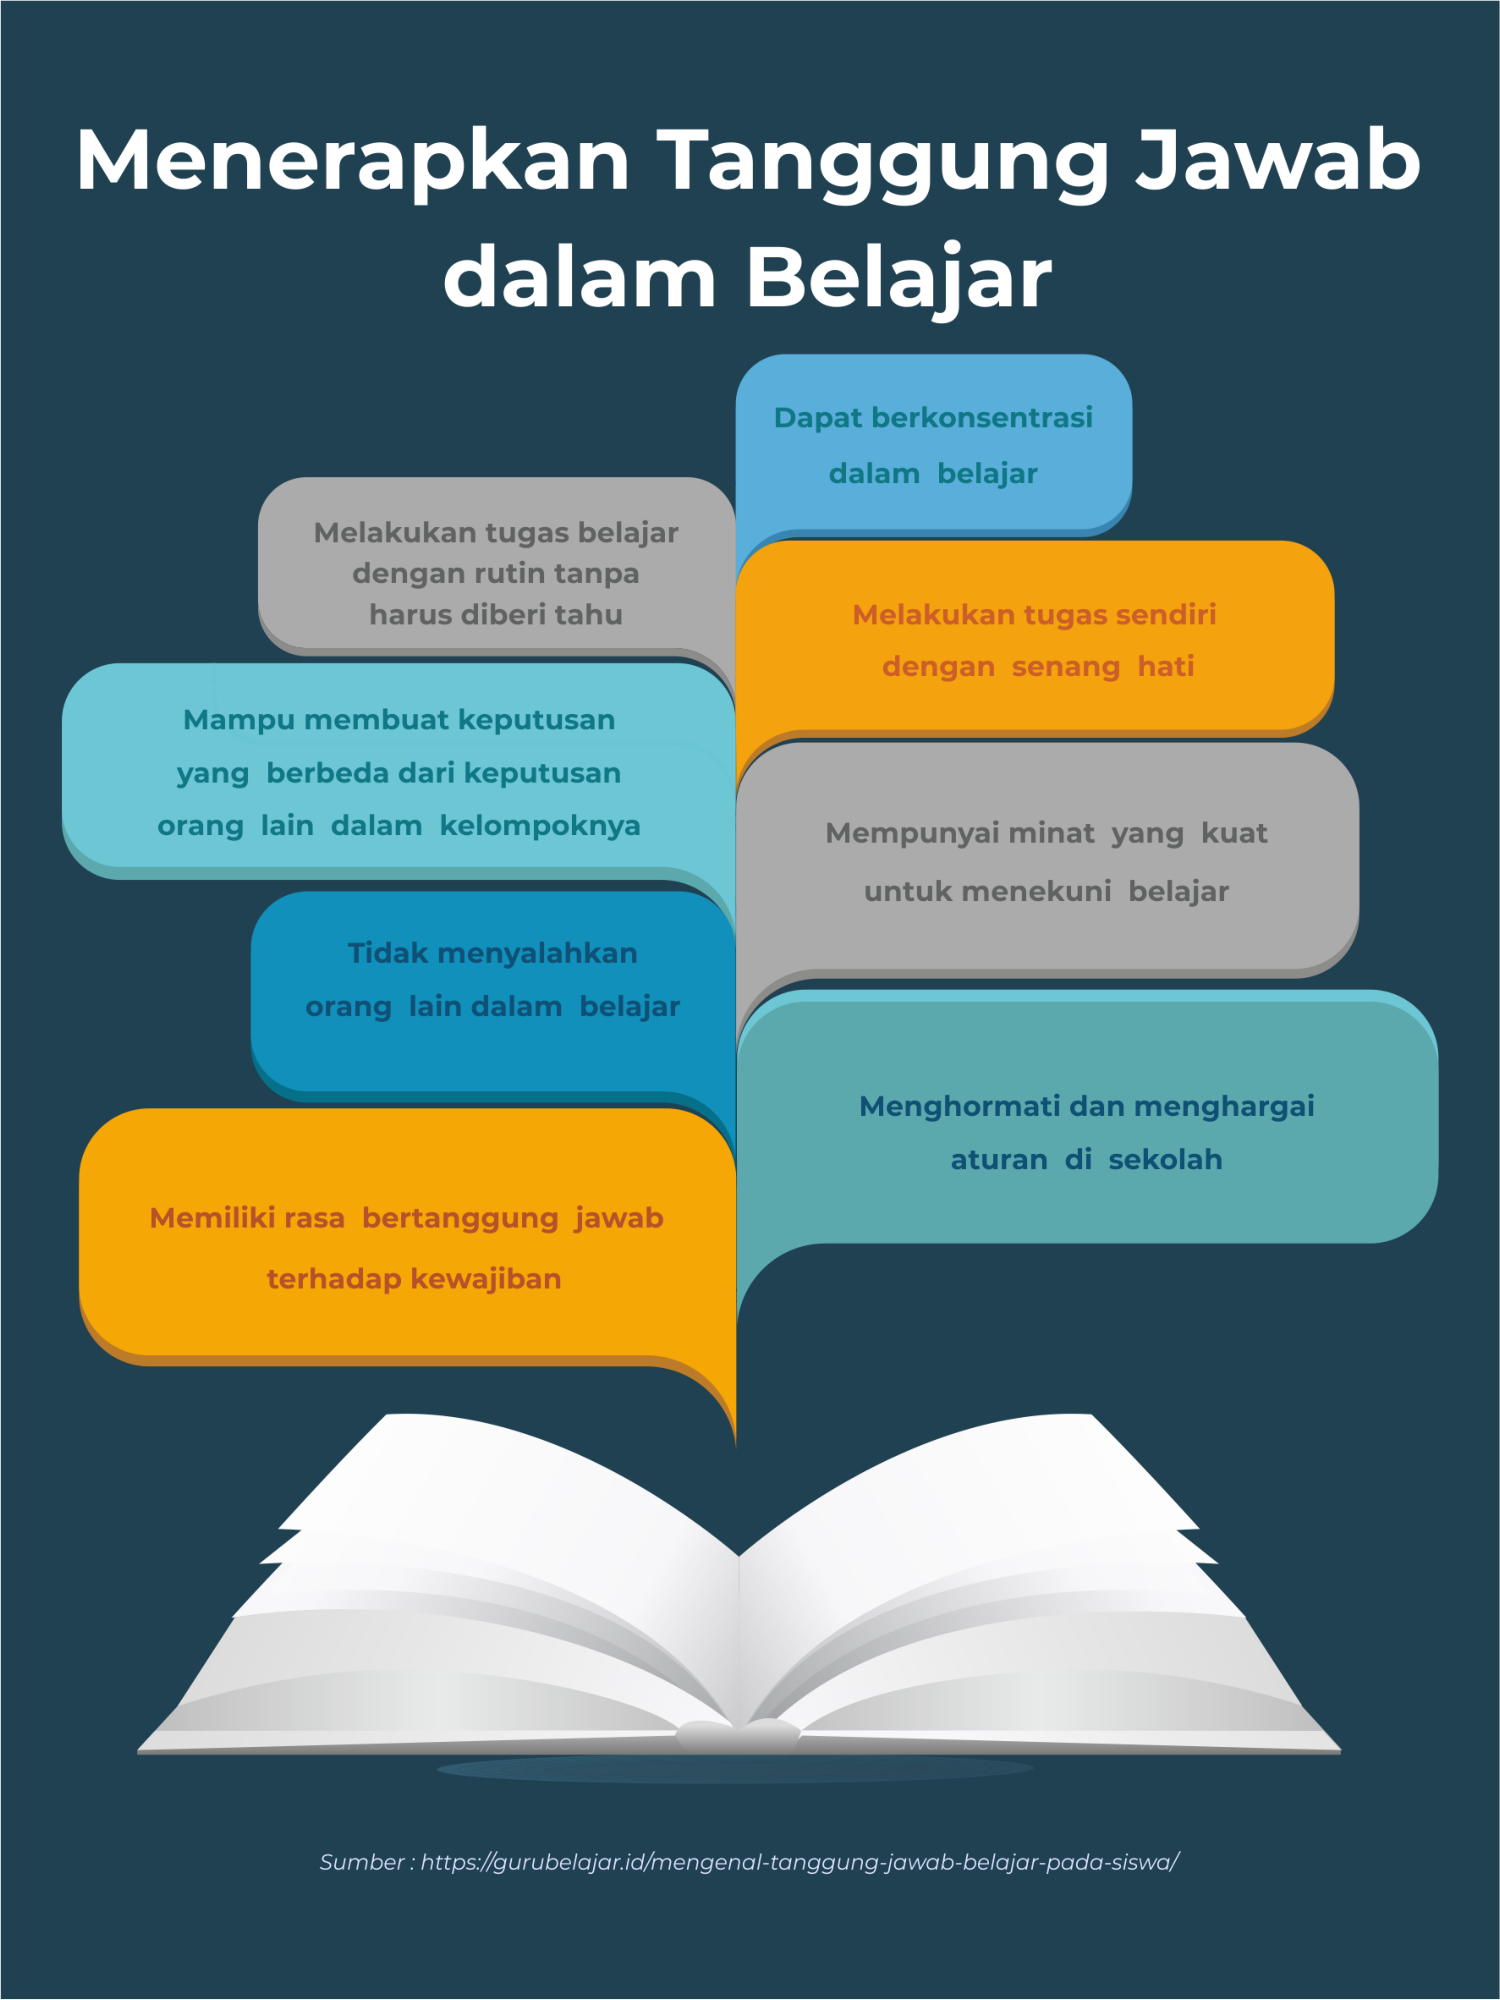 Menerapkan Tanggung Jawab
dalam Belajar
Dapat berkonsentrasi
dalam belajar
Melakukan tugas belajar
dengan rutin tanpa
harus diberi tahu
Melakukan tugas sendiri
dengan senang hati
Mampu membuat keputusan
yang berbeda dari keputusan
orang lain dalam kelompoknya
Mempunyai minat yang kuat
untuk menekuni belajar
Tidak menyalahkan
orang lain dalam belajar
Menghormati dan menghargai
aturan di sekolah
Memiliki rasa bertanggung jawab
terhadap kewajiban
Sumber : https://gurubelajar.id/mengenal-tanggung-jawab-belajar-pada-siswa/